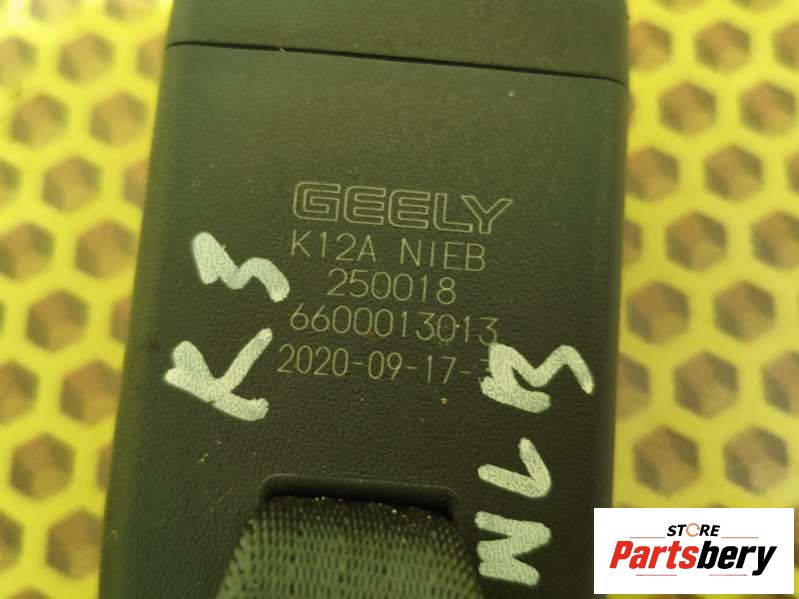 GEELY
K12A NIEB
250018
6600013013
2020-09-17-
STORE
Partsbery